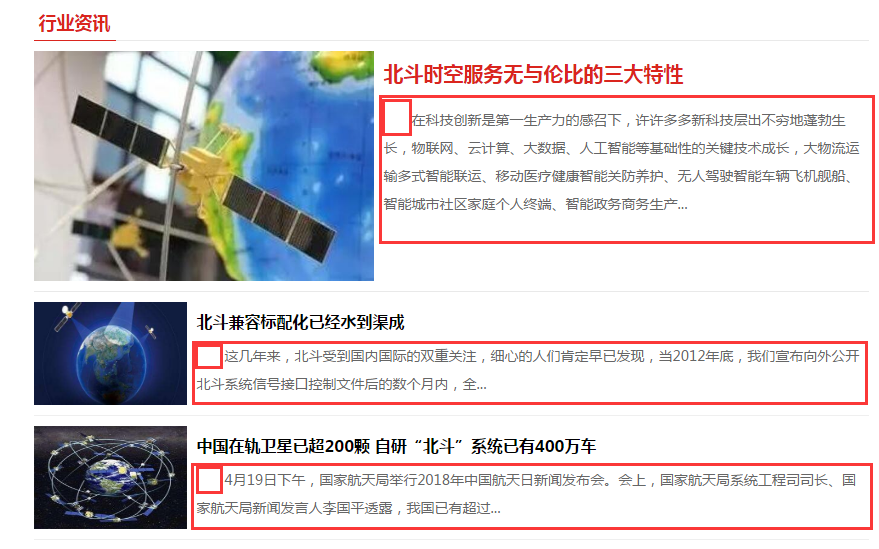 行业资讯
北斗时空服务无与伦比的三大特性
在科技创新是第一生产力的感召下，许许多多新科技层出不穷地蓬勃生
长，物联网、云计算、大数据、人工智能等基础性的关键技术成长，大物流运
输多式智能联运、移动医疗健康智能关防养护、无人驾驶智能车辆飞机舰船、
智能城市社区家庭个人终端、智能政务商务生产...
北斗兼容标配化已经水到渠成
这几年来，北斗受到国内国际的双重关注，细心的人们肯定早已发现，当2012年底，我们宣布向外公开
北斗系统信号接口控制文件后的数个月内，全...
中国在轨卫星已超200颗 自研“北斗”系统已有400万车
4月19日下午，国家航天局举行2018年中国航天日新闻发布会。会上，国家航天局系统工程司司长、国
家航天局新闻发言人李国平透露，我国已有超过...